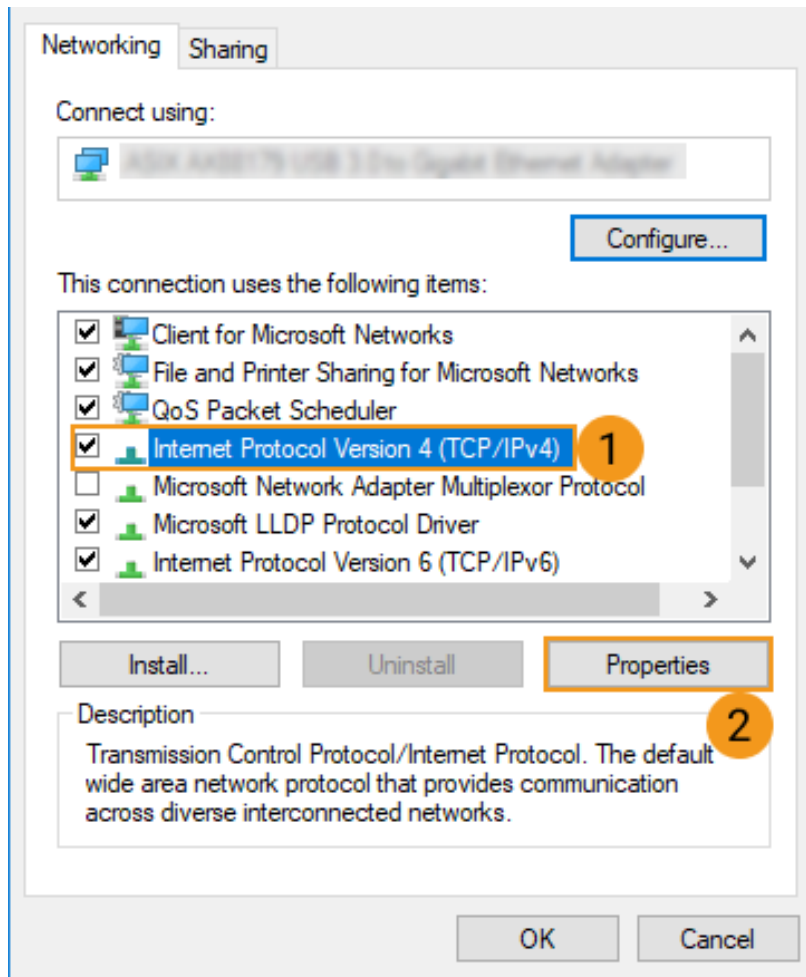 Networking Sharing
Connect using:
Configure...
This connection uses the following items:
Client for Microsoft Networks
File and Printer Sharing for Microsoft Networks
QoS Packet Scheduler
Internet Protocol Version 4 (TCP/IPv4) 1
Microsoft Network Adapter Multiplexor Protocol
Microsoft LLDP Protocol Driver
Internet Protocol Version 6 (TCP/IPv6)
Install... Uninstall Properties
2
Description
Transmission Control Protocol/Internet Protocol. The default
wide area network protocol that provides communication
across diverse interconnected networks.
OK Cancel